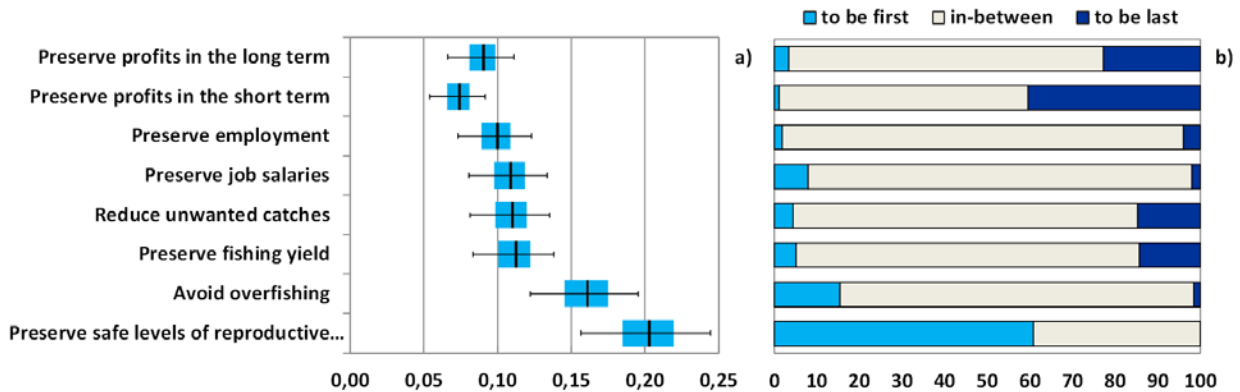 to be first in-between to be last
Preserve profits in the long term
a)
b)
Preserve profits in the short term
Preserve employment
Preserve job salaries
Reduce unwanted catches
Preserve fishing yield
Avoid overfishing
Preserve safe levels of reproductive...
0,00 0,05 0,10 0,15 0,20 0,25
0 10 20 30 40 50 60 70 80 90 100